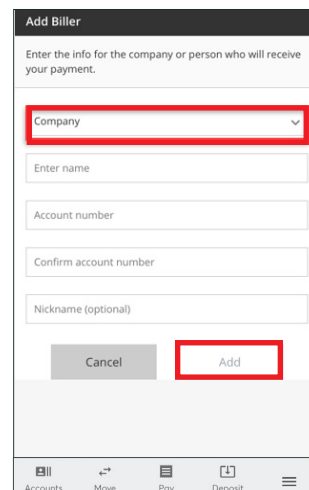 Add Biller
Enter the info for the company or person who will receive
your payment.
Company
Enter name
Account number
Confirm account number
Nickname (optional)
Cancel
Add
Accounts
Move
Pay
Deposit